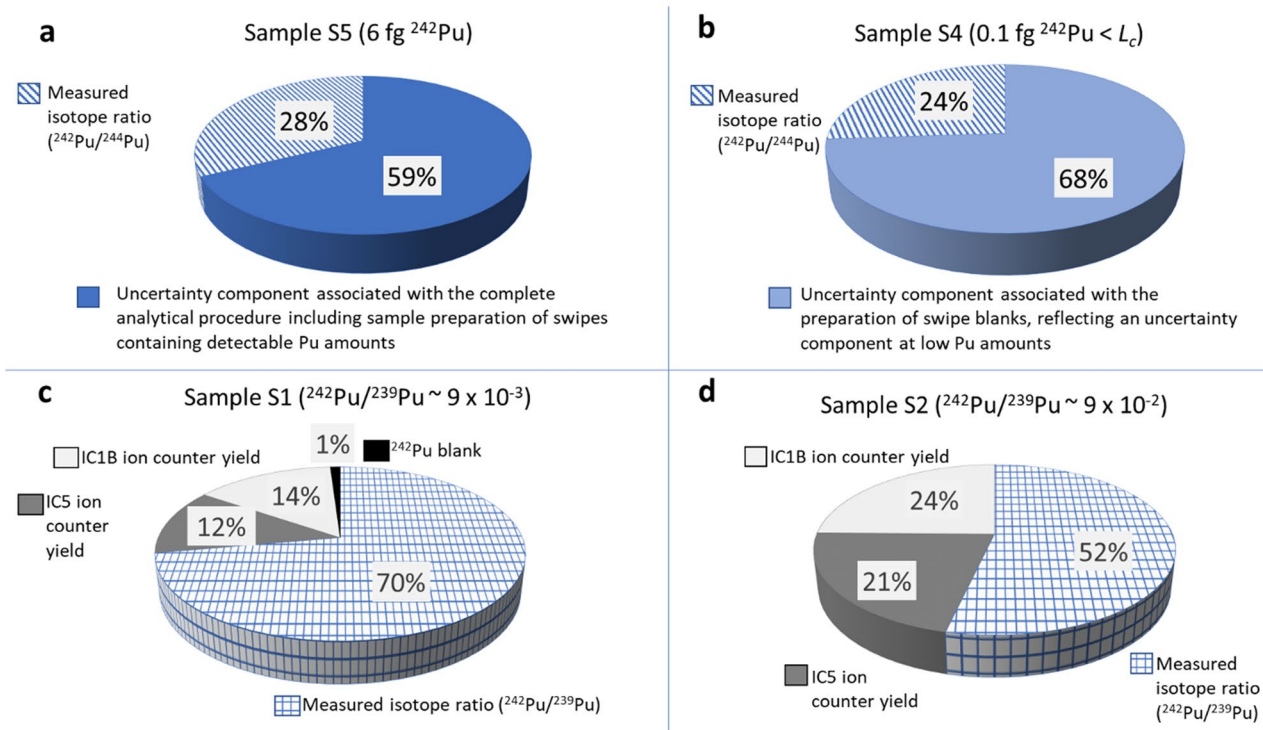 a
Sample S5 (6 fg ²⁴²Pu)
Measured
isotope ratio
(²⁴²Pu/²⁴⁴Pu)
28%
59%
Uncertainty component associated with the complete
analytical procedure including sample preparation of swipes
containing detectable Pu amounts
b
Sample S4 (0.1 fg ²⁴²Pu < Lc)
Measured
isotope ratio
(²⁴²Pu/²⁴⁴Pu)
24%
68%
Uncertainty component associated with the
preparation of swipe blanks, reflecting an uncertainty
component at low Pu amounts
c
Sample S1 (²⁴²Pu/²³⁹Pu ~ 9 x 10⁻³)
IC1B ion counter yield
1%
²⁴²Pu blank
IC5 ion
counter
yield
14%
12%
70%
Measured isotope ratio (²⁴²Pu/²³⁹Pu)
d
Sample S2 (²⁴²Pu/²³⁹Pu ~ 9 x 10⁻²)
IC1B ion counter yield
24%
52%
21%
IC5 ion
counter yield
Measured
isotope ratio
(²⁴²Pu/²³⁹Pu)